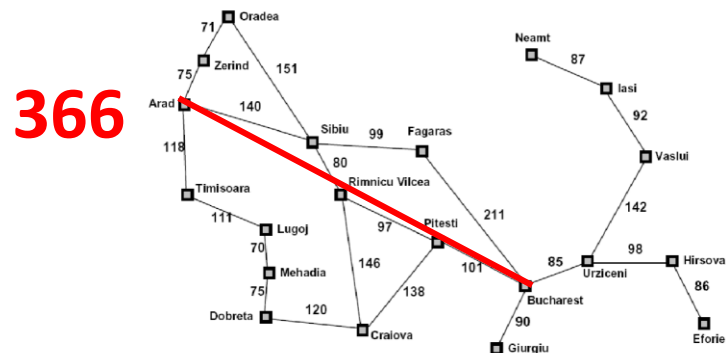 Oradea
71
Neamt
87
Zerind
75
151
Iasi
366
Arad
140
92
Sibiu
99
Fagaras
118
80
Vaslui
Timisoara
Rimnicu Vilcea
111
97
Pitesti
211
142
Lugoj
70
146
101
85
98
Hirsova
Mehadia
Urziceni
75
138
86
Bucharest
Dobreta
120
90
Craiova
Eforie
Giurgiu